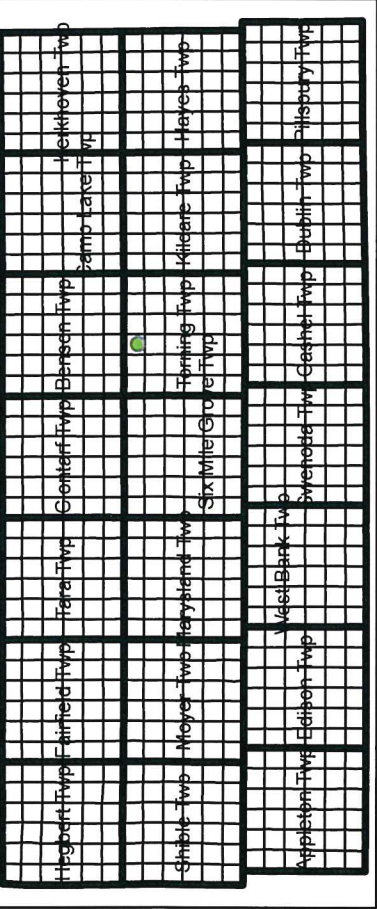 Kerkhoven Twp
Hayes Twp
Pillsbury Twp
Camp Lake Twp
Kildare Twp
Dublin Twp
Benson Twp
Torning Twp
Cashel Twp
Clontarf Twp
Six Mile Grove Twp
Swenoda Twp
Tara Twp
Marysland Twp
West Bank Twp
Fairfield Twp
Moyer Twp
Edison Twp
Hegbert Twp
Shible Twp
Appleton Twp